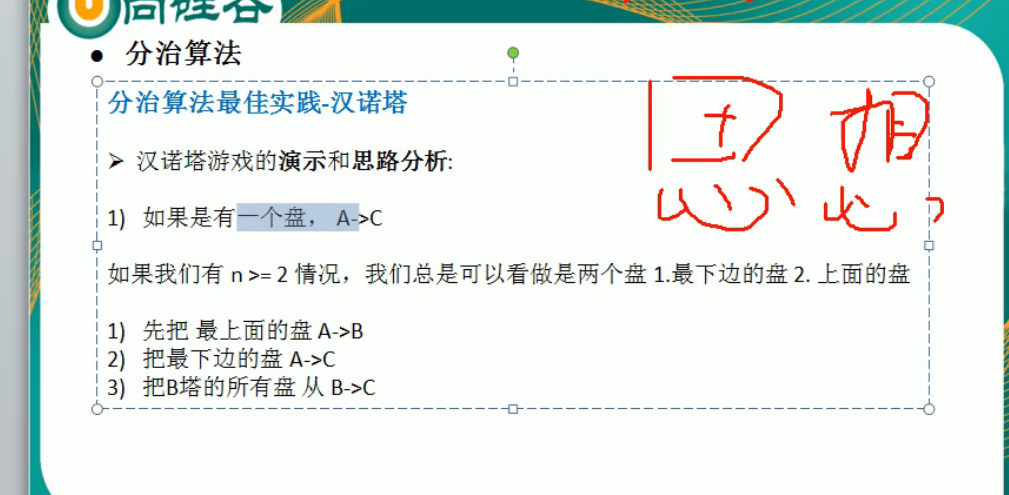 尚硅谷
● 分治算法
分治算法最佳实践-汉诺塔
➢ 汉诺塔游戏的演示和思路分析:
1) 如果是有一个盘， A->C
如果我们有 n >= 2 情况，我们总是可以看做是两个盘 1.最下边的盘 2. 上面的盘
1) 先把 最上面的盘 A->B
2) 把最下边的盘 A->C
3) 把B塔的所有盘 从 B->C
思想